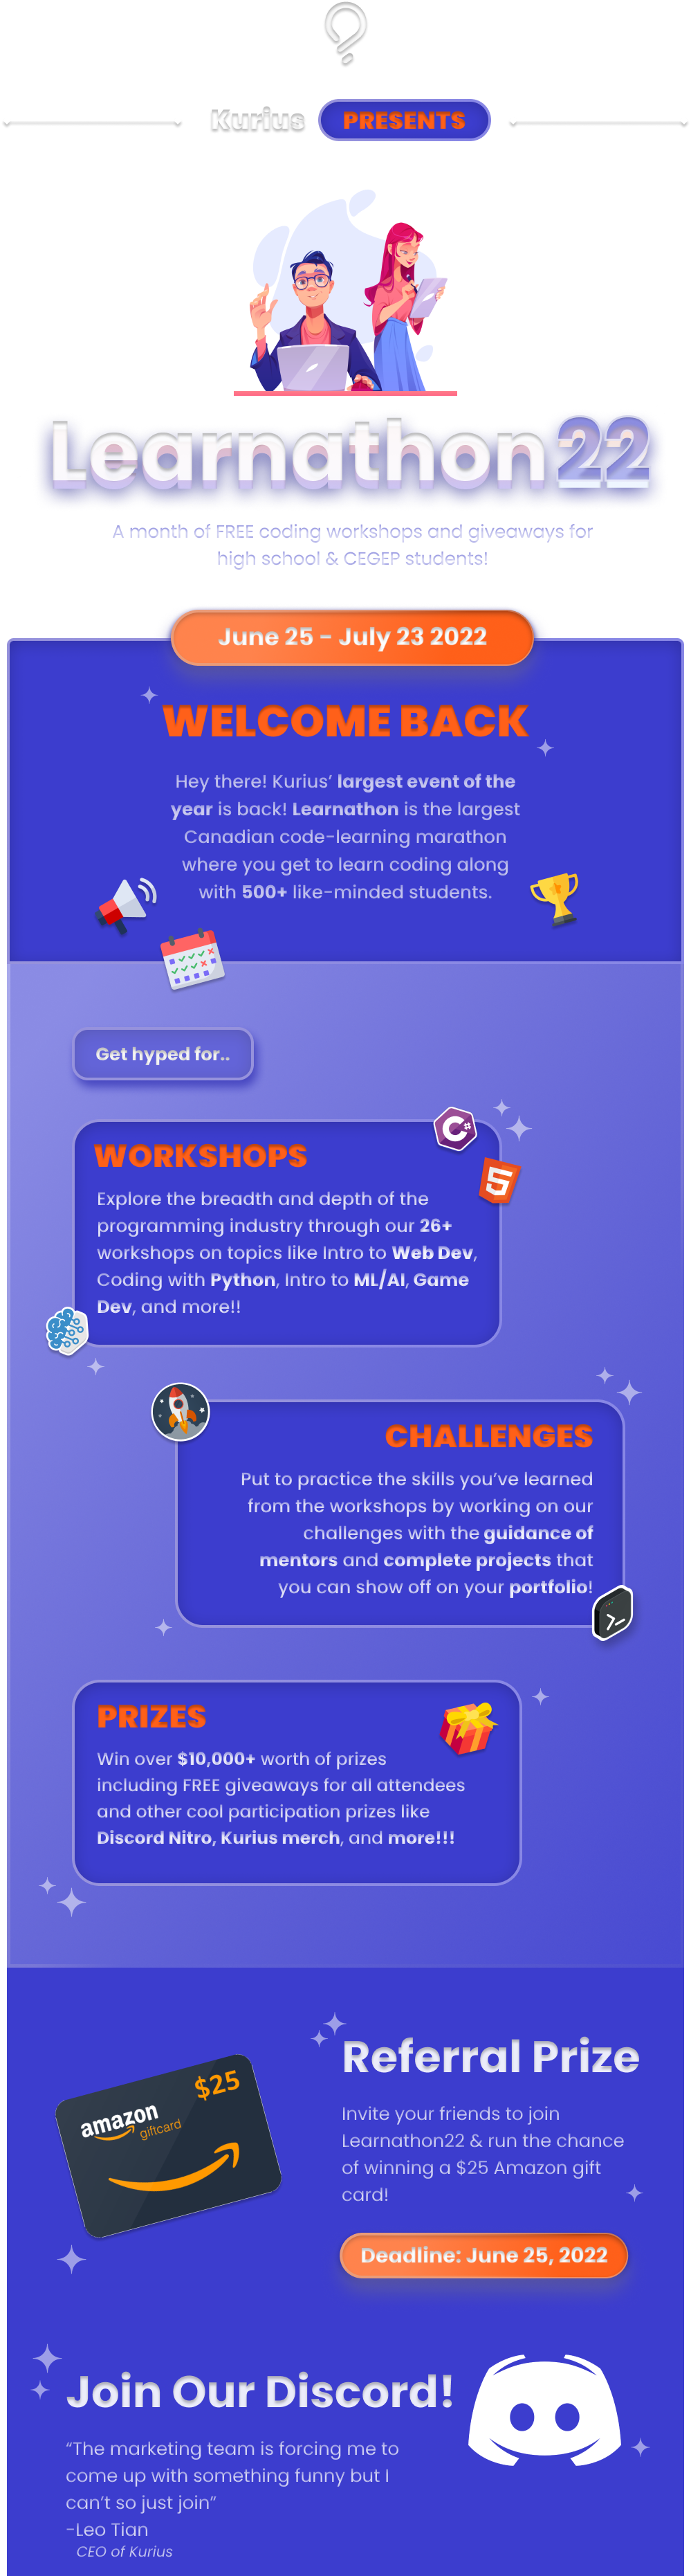 Kurius PRESENTS
Learnathon 22
A month of FREE coding workshops and giveaways for
high school & CEGEP students!
June 25 - July 23 2022
WELCOME BACK
Hey there! Kurius’ largest event of the
year is back! Learnathon is the largest
Canadian code-learning marathon
where you get to learn coding along
with 500+ like-minded students.
Get hyped for..
C#
5
WORKSHOPS
Explore the breadth and depth of the
programming industry through our 26+
workshops on topics like Intro to Web Dev,
Coding with Python, Intro to ML/AI, Game
Dev, and more!!
CHALLENGES
Put to practice the skills you’ve learned
from the workshops by working on our
challenges with the guidance of
mentors and complete projects that
you can show off on your portfolio!
PRIZES
Win over $10,000+ worth of prizes
including FREE giveaways for all attendees
and other cool participation prizes like
Discord Nitro, Kurius merch, and more!!!
$25
amazon
giftcard
Referral Prize
Invite your friends to join
Learnathon22 & run the chance
of winning a $25 Amazon gift
card!
Deadline: June 25, 2022
Join Our Discord!
“The marketing team is forcing me to
come up with something funny but I
can’t so just join”
-Leo Tian
CEO of Kurius